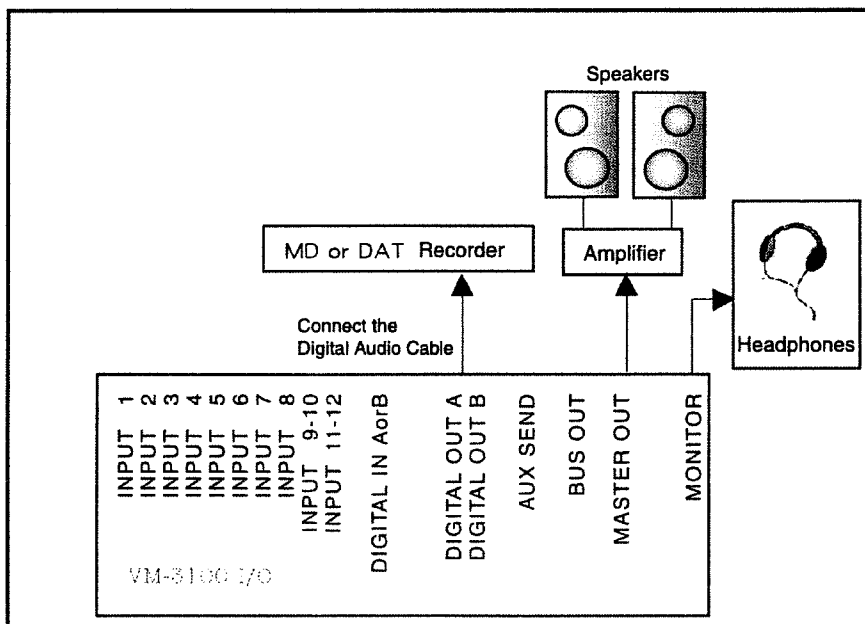 Speakers
MD or DAT Recorder
Amplifier
Connect the
Digital Audio Cable
Headphones
INPUT 1
INPUT 2
INPUT 3
INPUT 4
INPUT 5
INPUT 6
INPUT 7
INPUT 8
INPUT 9-10
INPUT 11-12
DIGITAL IN AorB
DIGITAL OUT A
DIGITAL OUT B
AUX SEND
BUS OUT
MASTER OUT
MONITOR
VM-3100 I/O